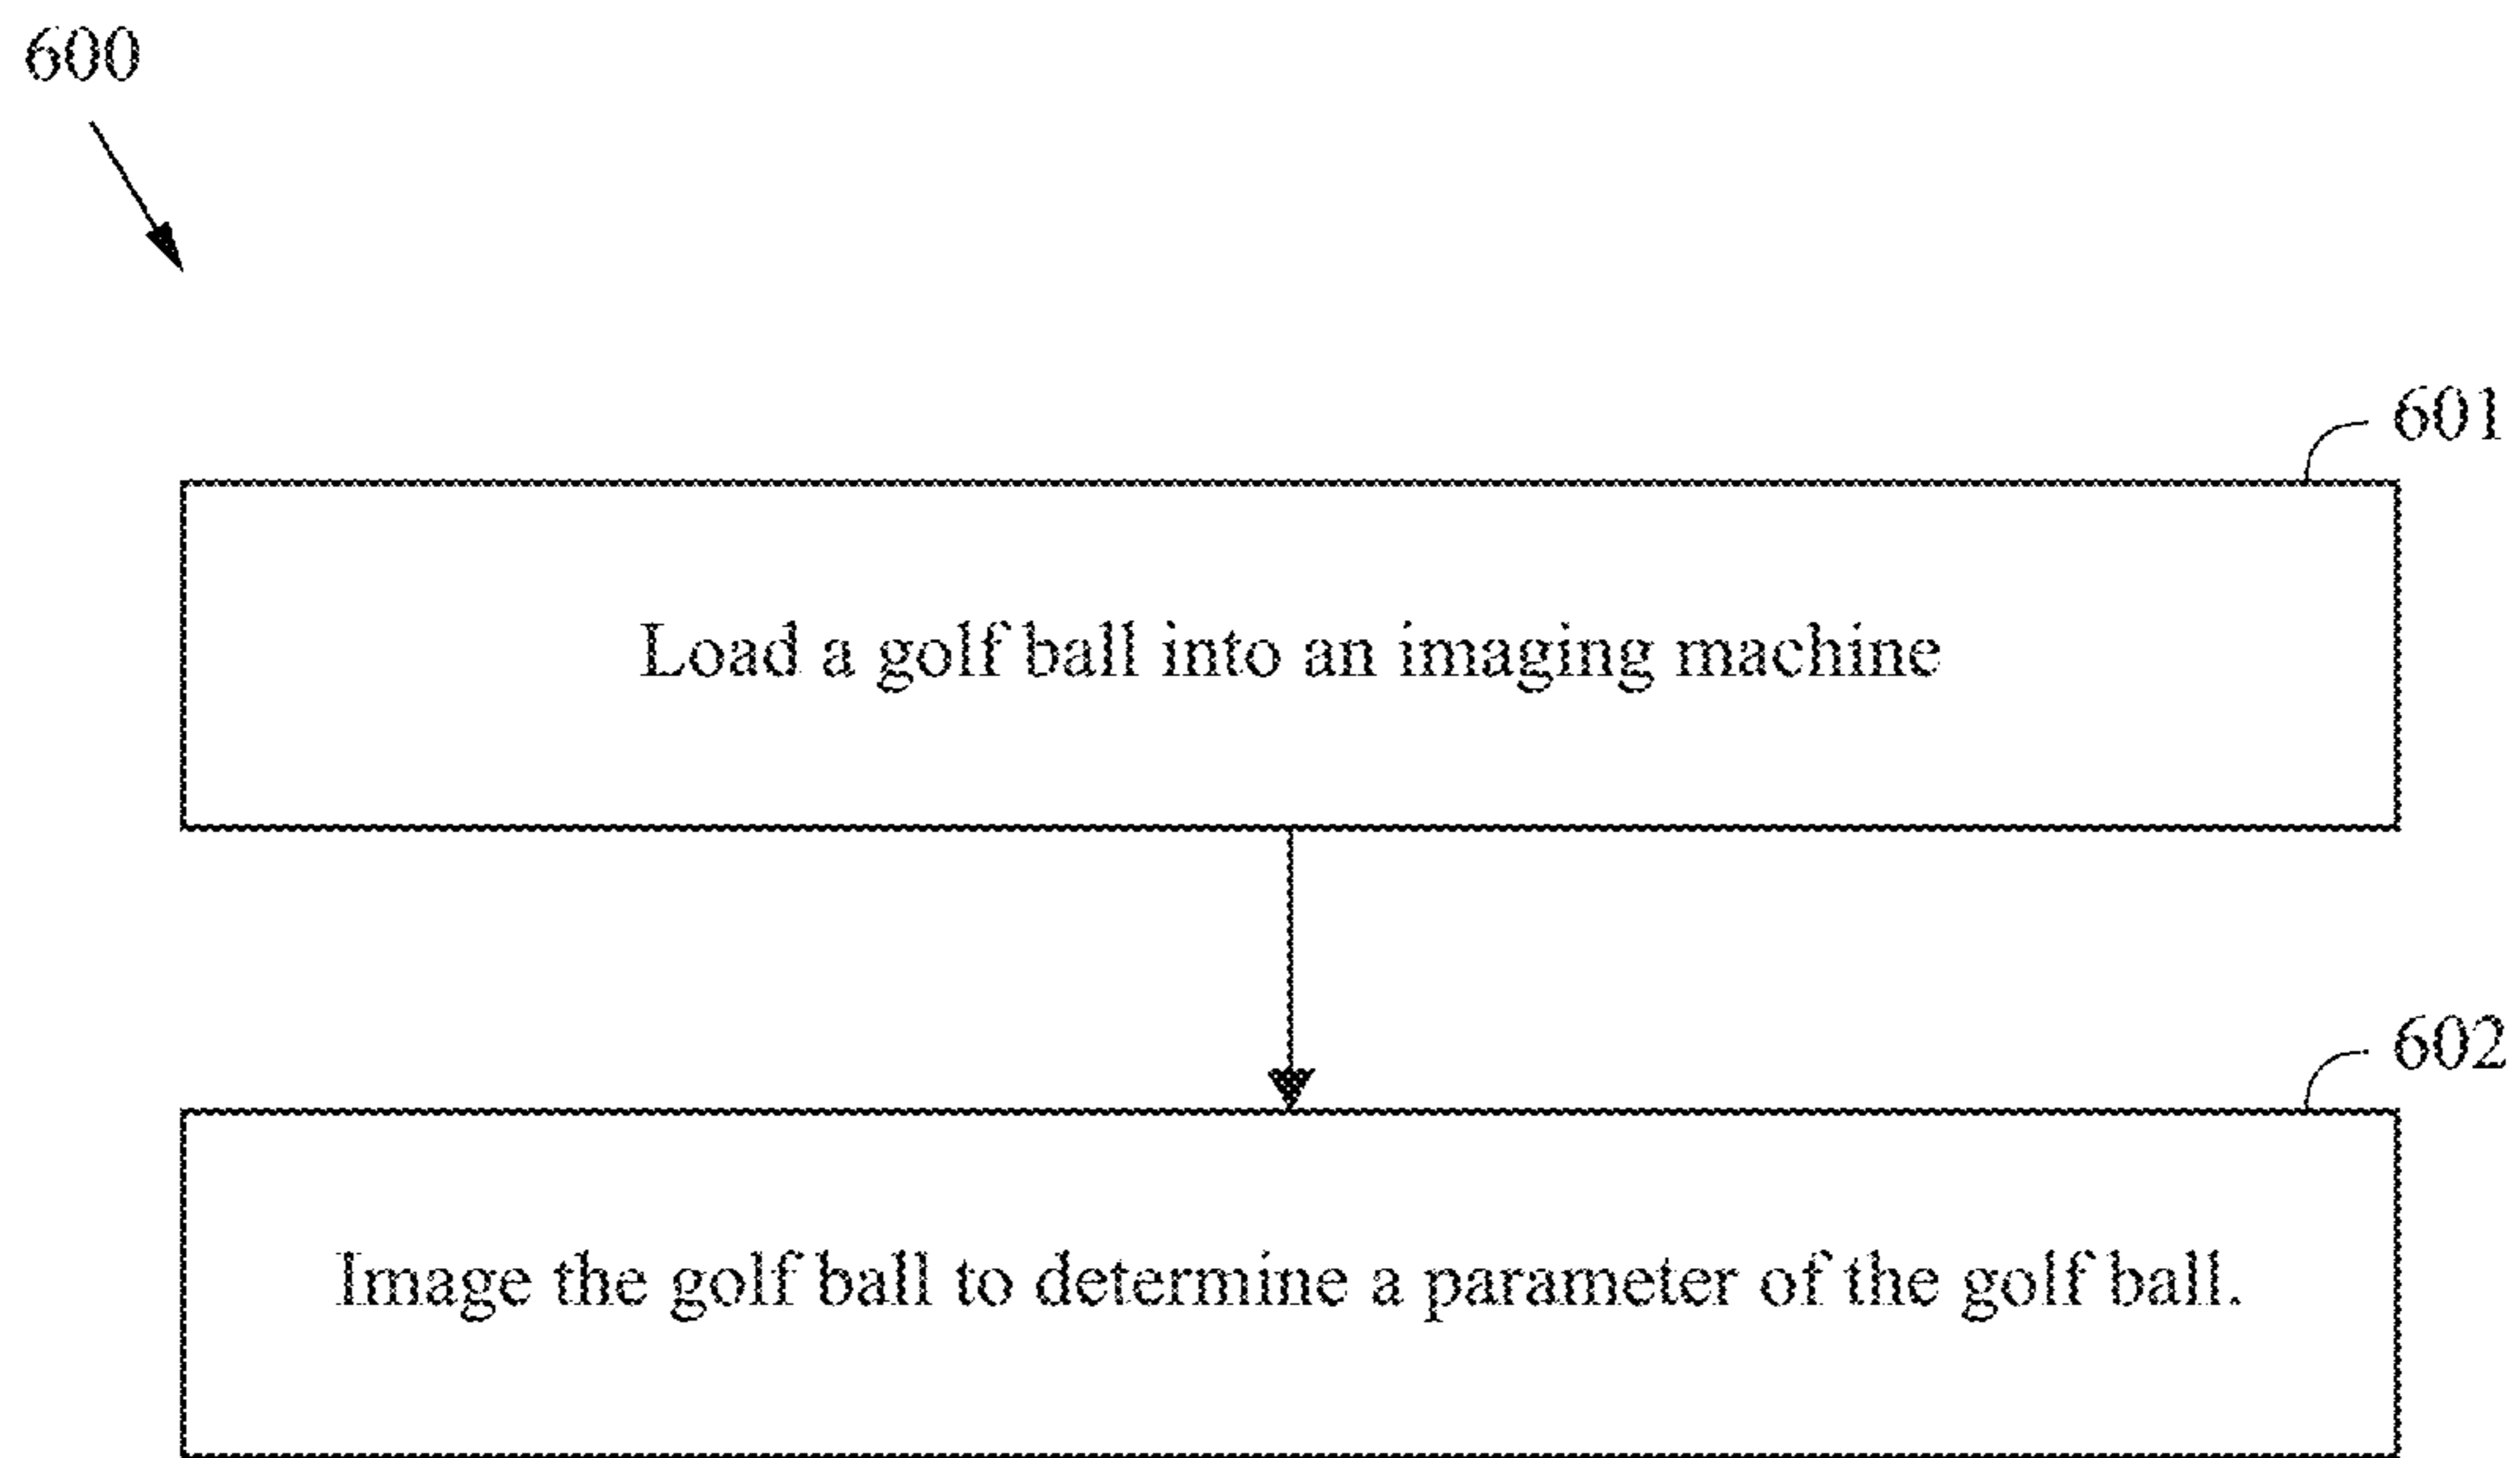 600
601
Load a golf ball into an imaging machine
602
Image the golf ball to determine a parameter of the golf ball.